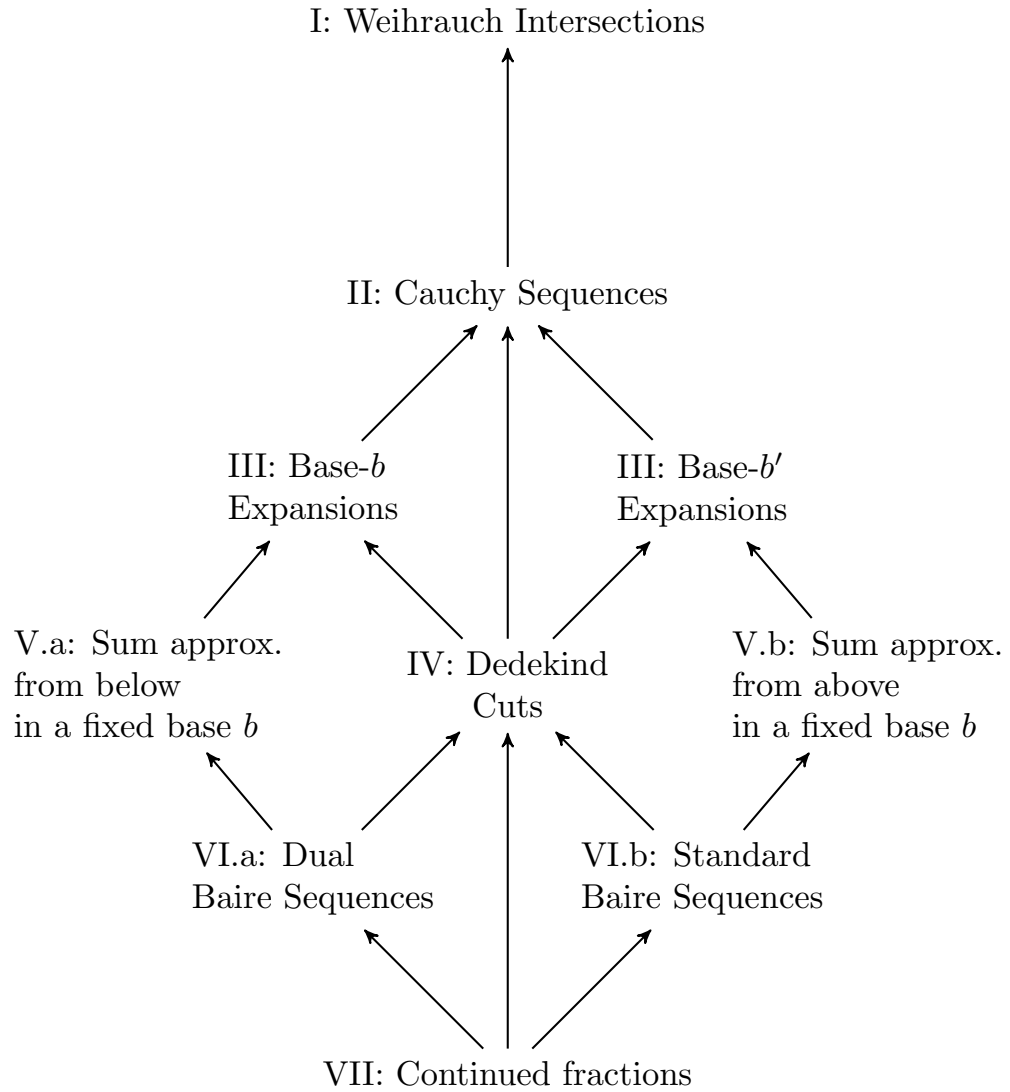 I: Weihrauch Intersections
II: Cauchy Sequences
III: Base-b
Expansions
III: Base-b′
Expansions
V.a: Sum approx.
from below
in a fixed base b
IV: Dedekind
Cuts
V.b: Sum approx.
from above
in a fixed base b
VI.a: Dual
Baire Sequences
VI.b: Standard
Baire Sequences
VII: Continued fractions